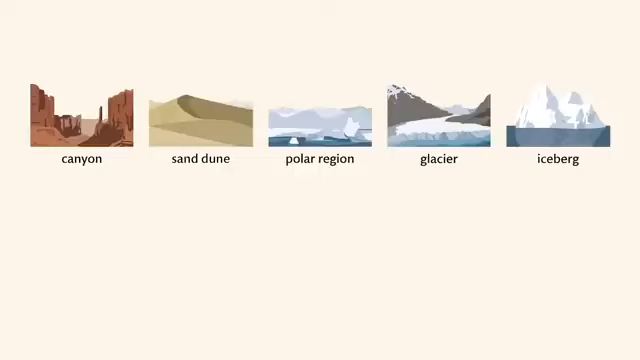 canyon
sand dune
polar region
glacier
iceberg